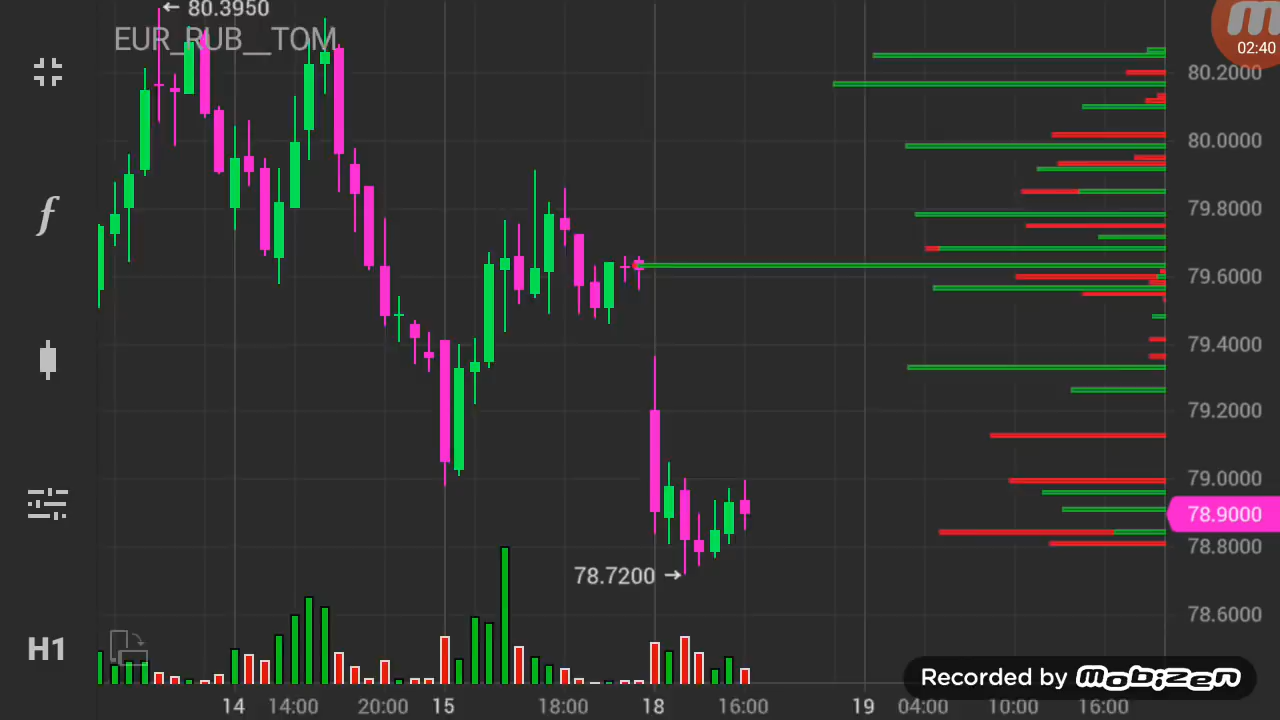 ← 80.3950
EUR_RUB__TOM
02:40
80.2000
80.0000
79.8000
79.6000
79.4000
79.2000
79.0000
78.9000
78.8000
78.6000
f
78.7200 →
H1
Recorded by mobizen
14 14:00 20:00 15 18:00 18 16:00 19 04:00 10:00 16:00